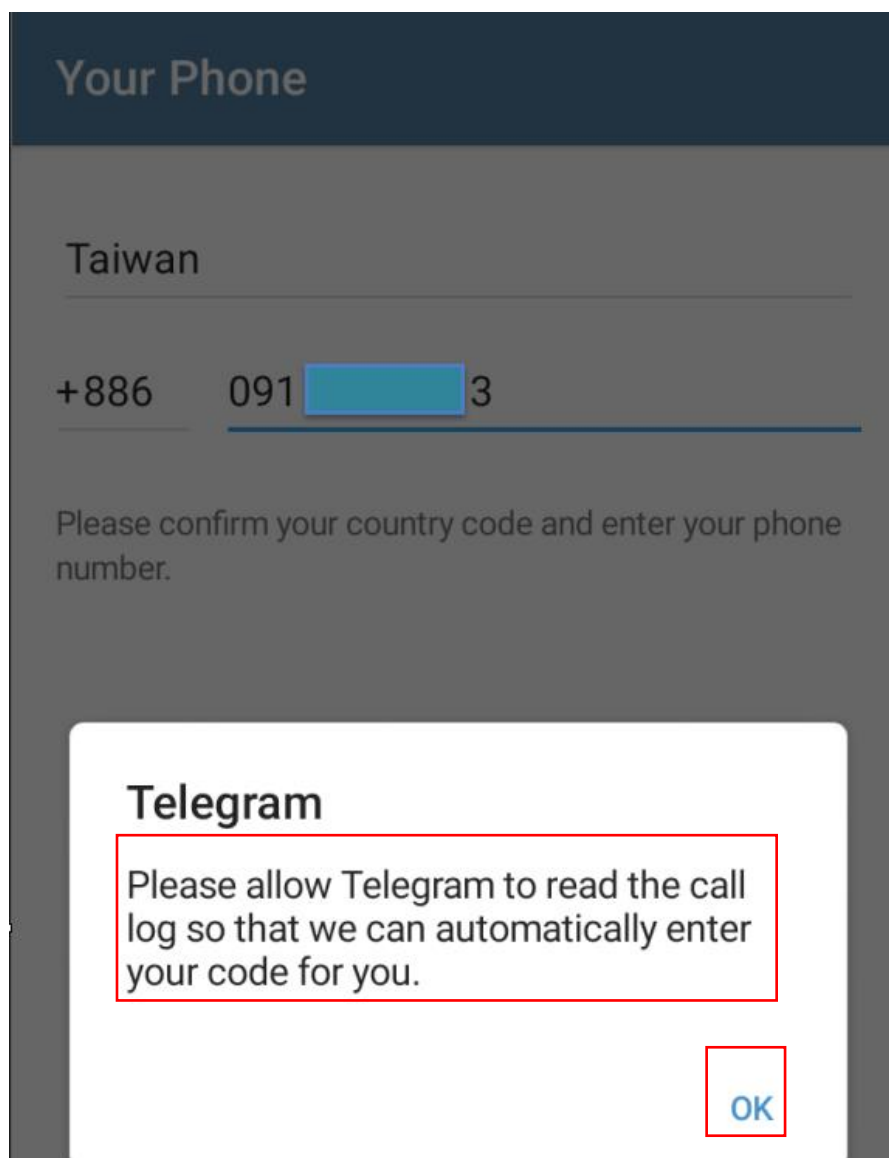 Your Phone
Taiwan
+886 091 3
Please confirm your country code and enter your phone
number.
Telegram
Please allow Telegram to read the call
log so that we can automatically enter
your code for you.
OK